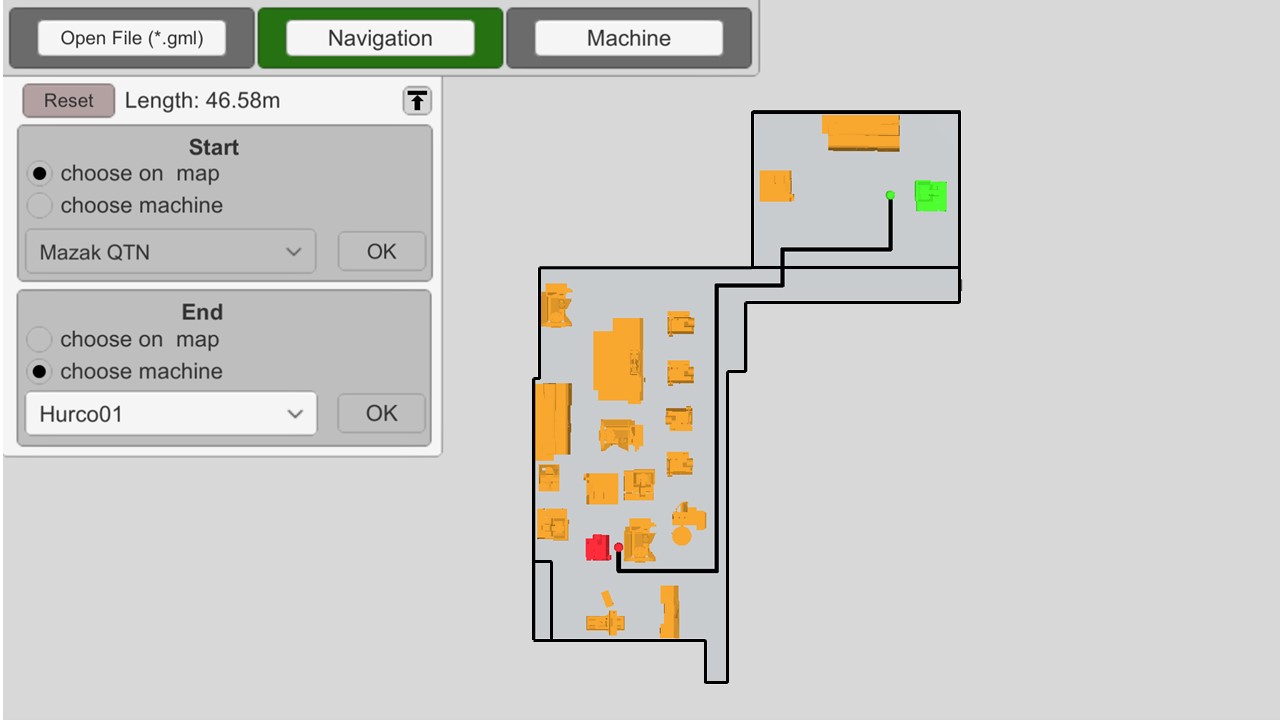 Open File (*.gml)
Navigation
Machine
Reset
Length: 46.58m
Start
choose on  map
choose machine
Mazak QTN
OK
End
choose on  map
choose machine
Hurco01
OK